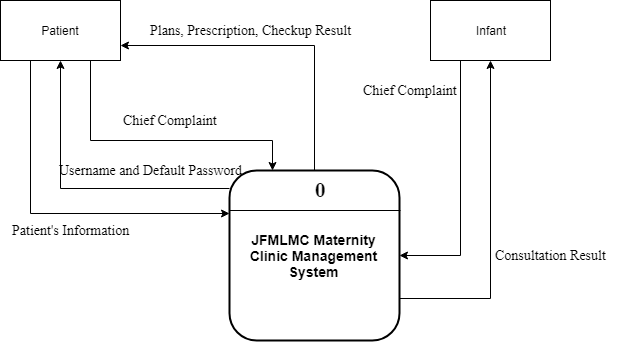 Patient
Plans, Prescription, Checkup Result
Infant
Chief Complaint
Chief Complaint
Username and Default Password
0
Patient's Information
JFMLMC Maternity
Clinic Management
System
Consultation Result